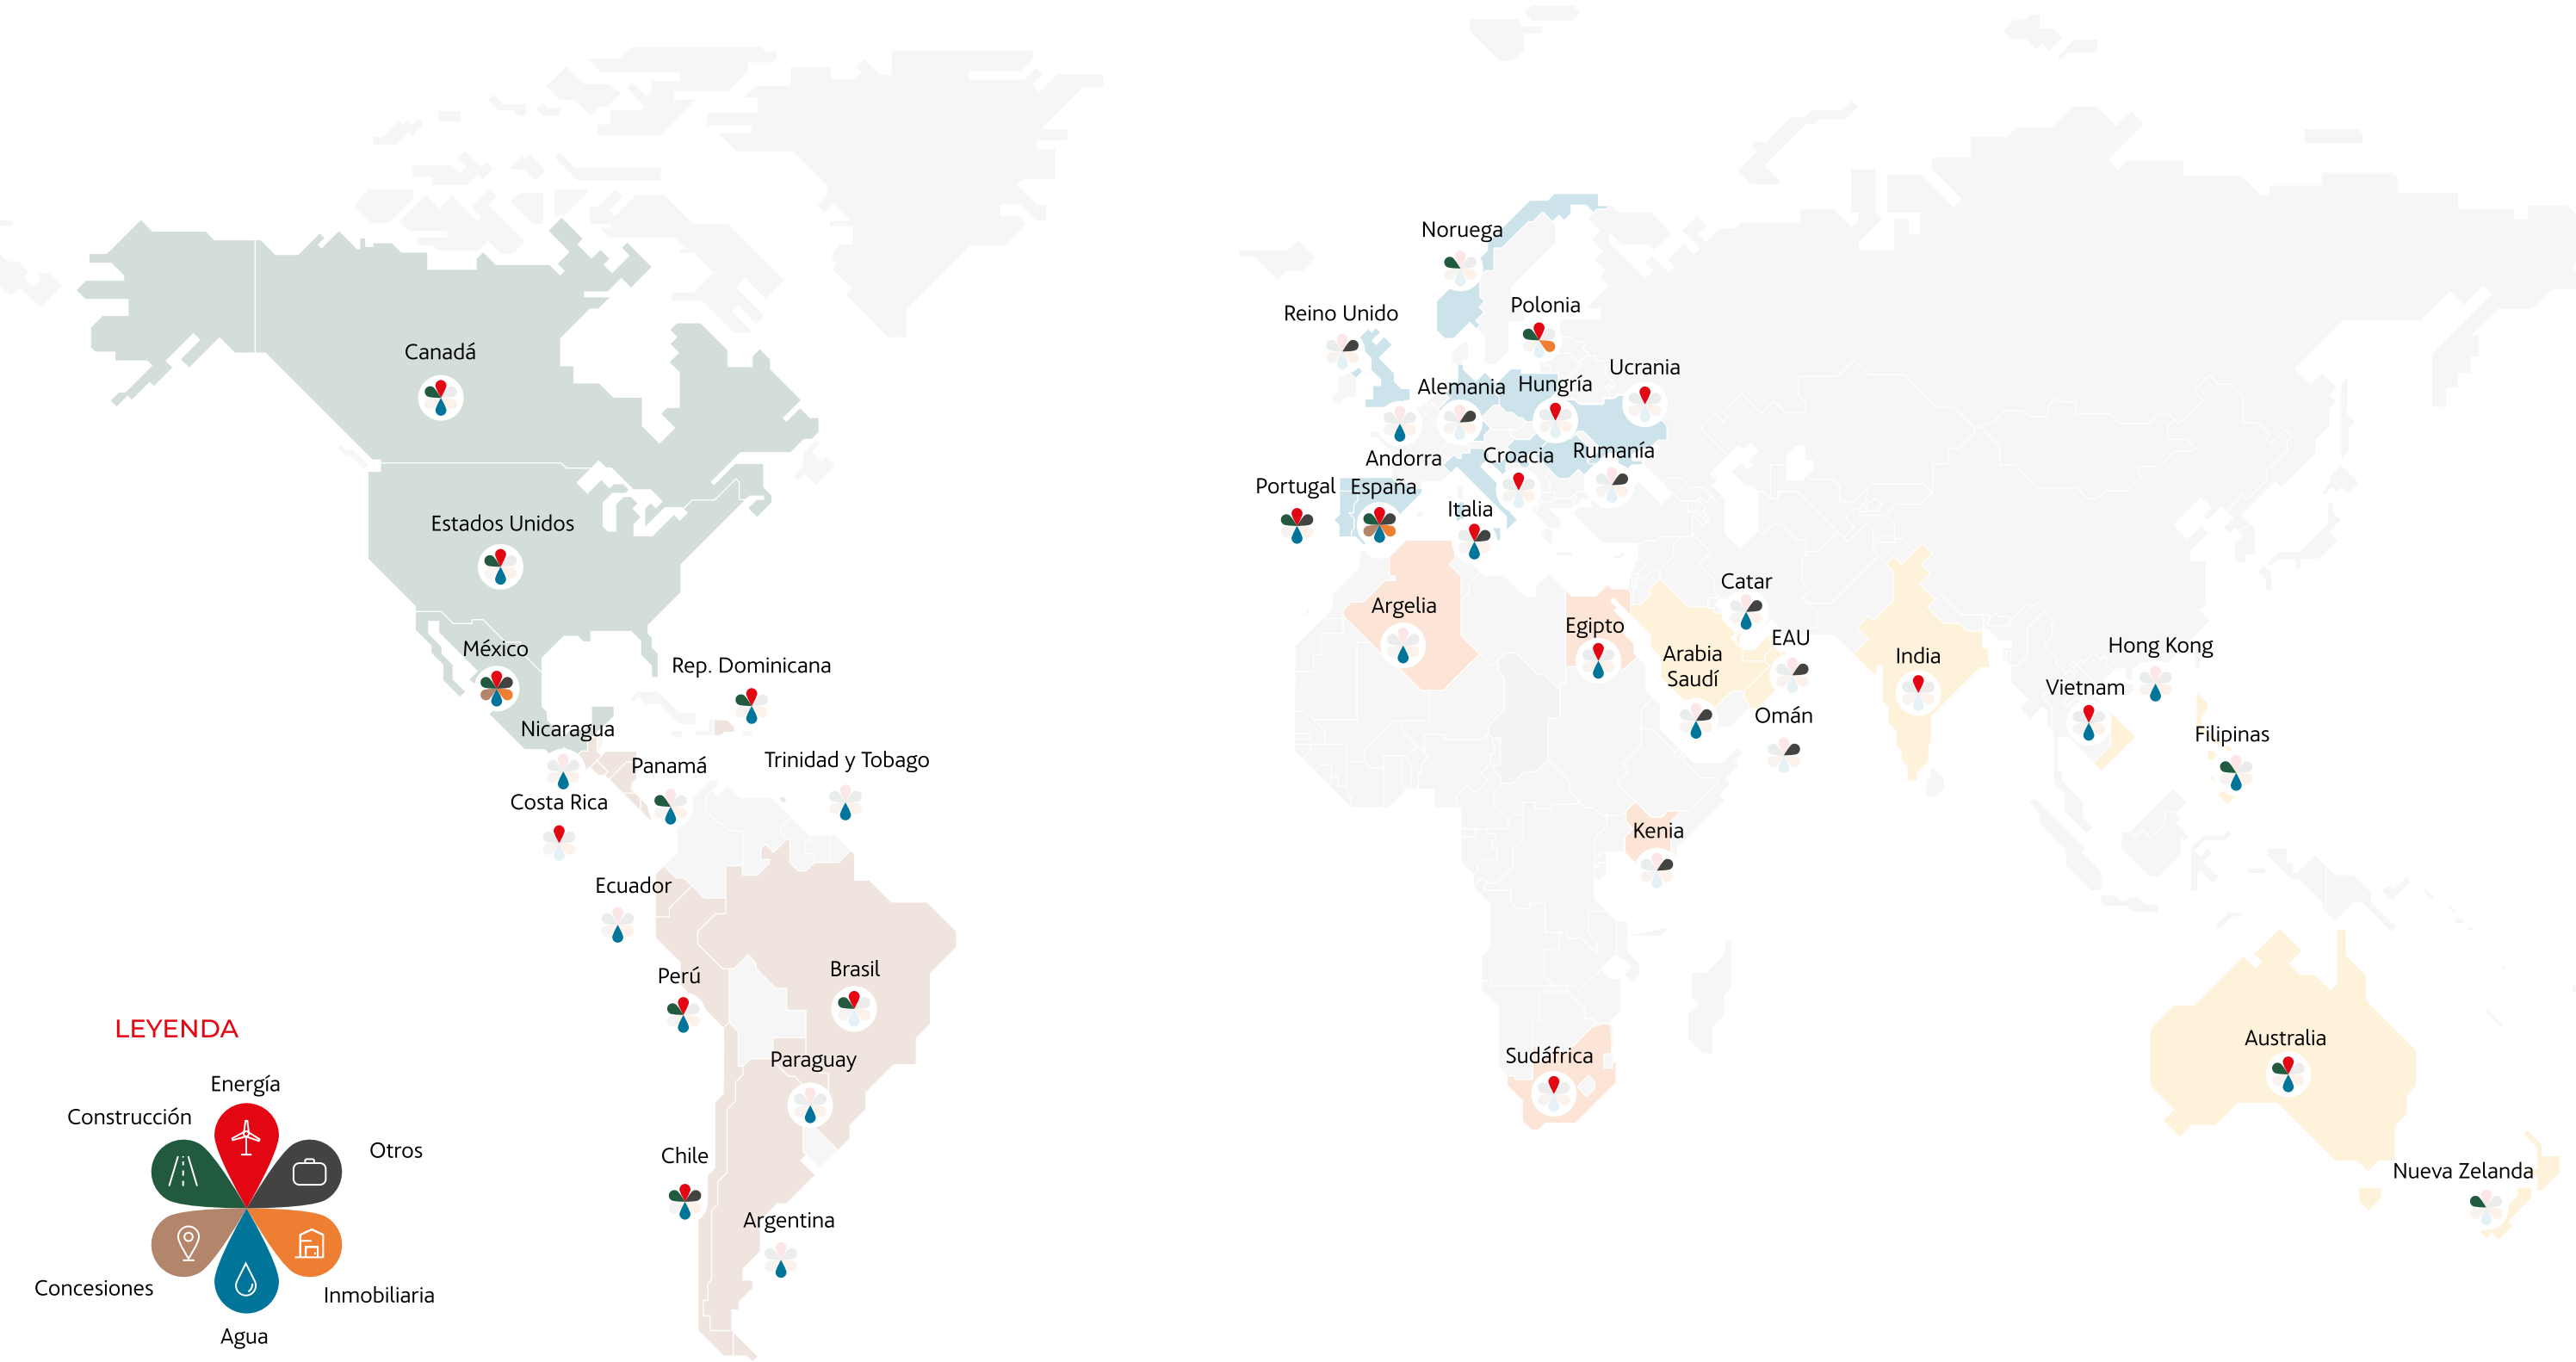 Noruega
Reino Unido
Polonia
Canadá
Alemania
Hungría
Ucrania
Andorra
Croacia
Rumanía
Portugal
España
Italia
Estados Unidos
México
Rep. Dominicana
Nicaragua
Panamá
Trinidad y Tobago
Costa Rica
Ecuador
Perú
Brasil
Paraguay
Chile
Argentina
Argelia
Egipto
Catar
EAU
Arabia
Saudí
Omán
India
Hong Kong
Vietnam
Filipinas
Kenia
Sudáfrica
Australia
Nueva Zelanda
LEYENDA
Energía
Construcción
Otros
Concesiones
Inmobiliaria
Agua